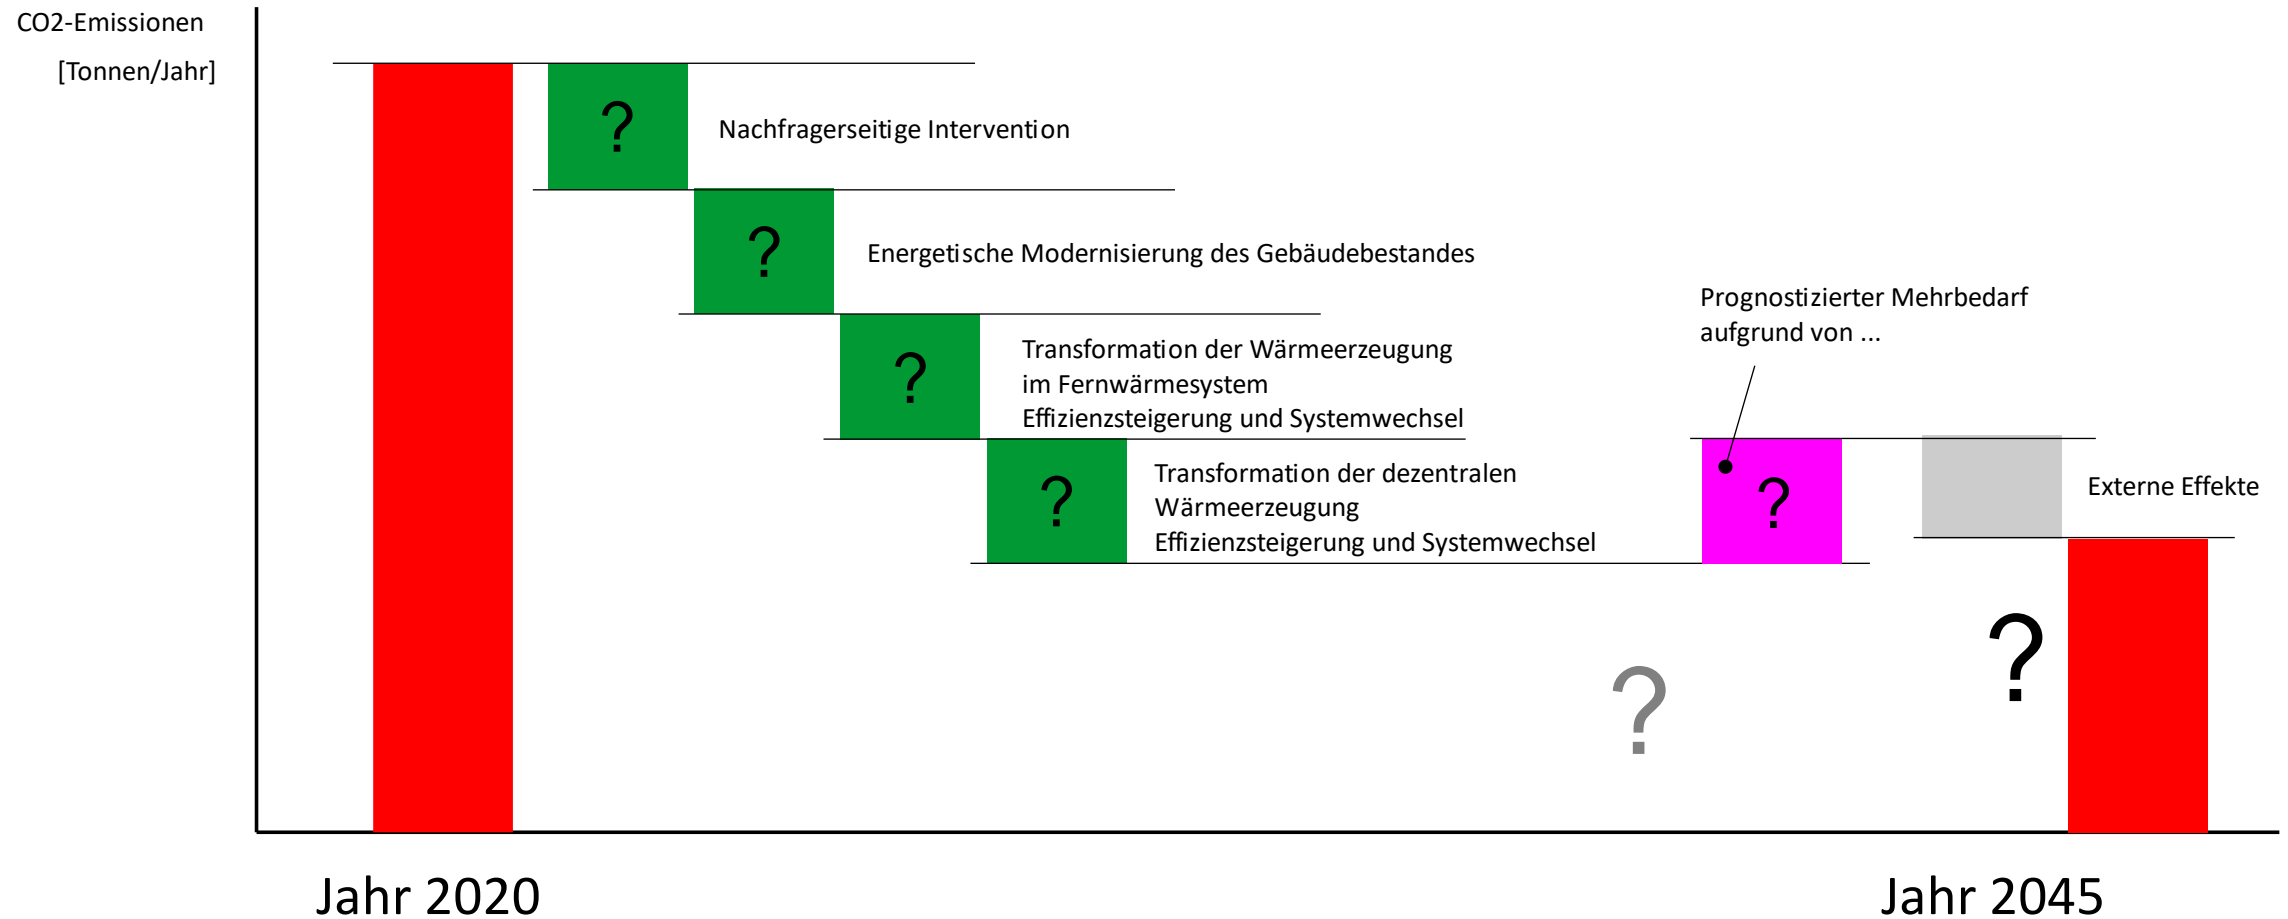 CO2-Emissionen
[Tonnen/Jahr]
?
Nachfragerseitige Intervention
?
Energetische Modernisierung des Gebäudebestandes
Prognostizierter Mehrbedarf
aufgrund von ...
?
Transformation der Wärmeerzeugung
im Fernwärmesystem
Effizienzsteigerung und Systemwechsel
?
Transformation der dezentralen
Wärmeerzeugung
Effizienzsteigerung und Systemwechsel
?
Externe Effekte
?
?
Jahr 2020
Jahr 2045